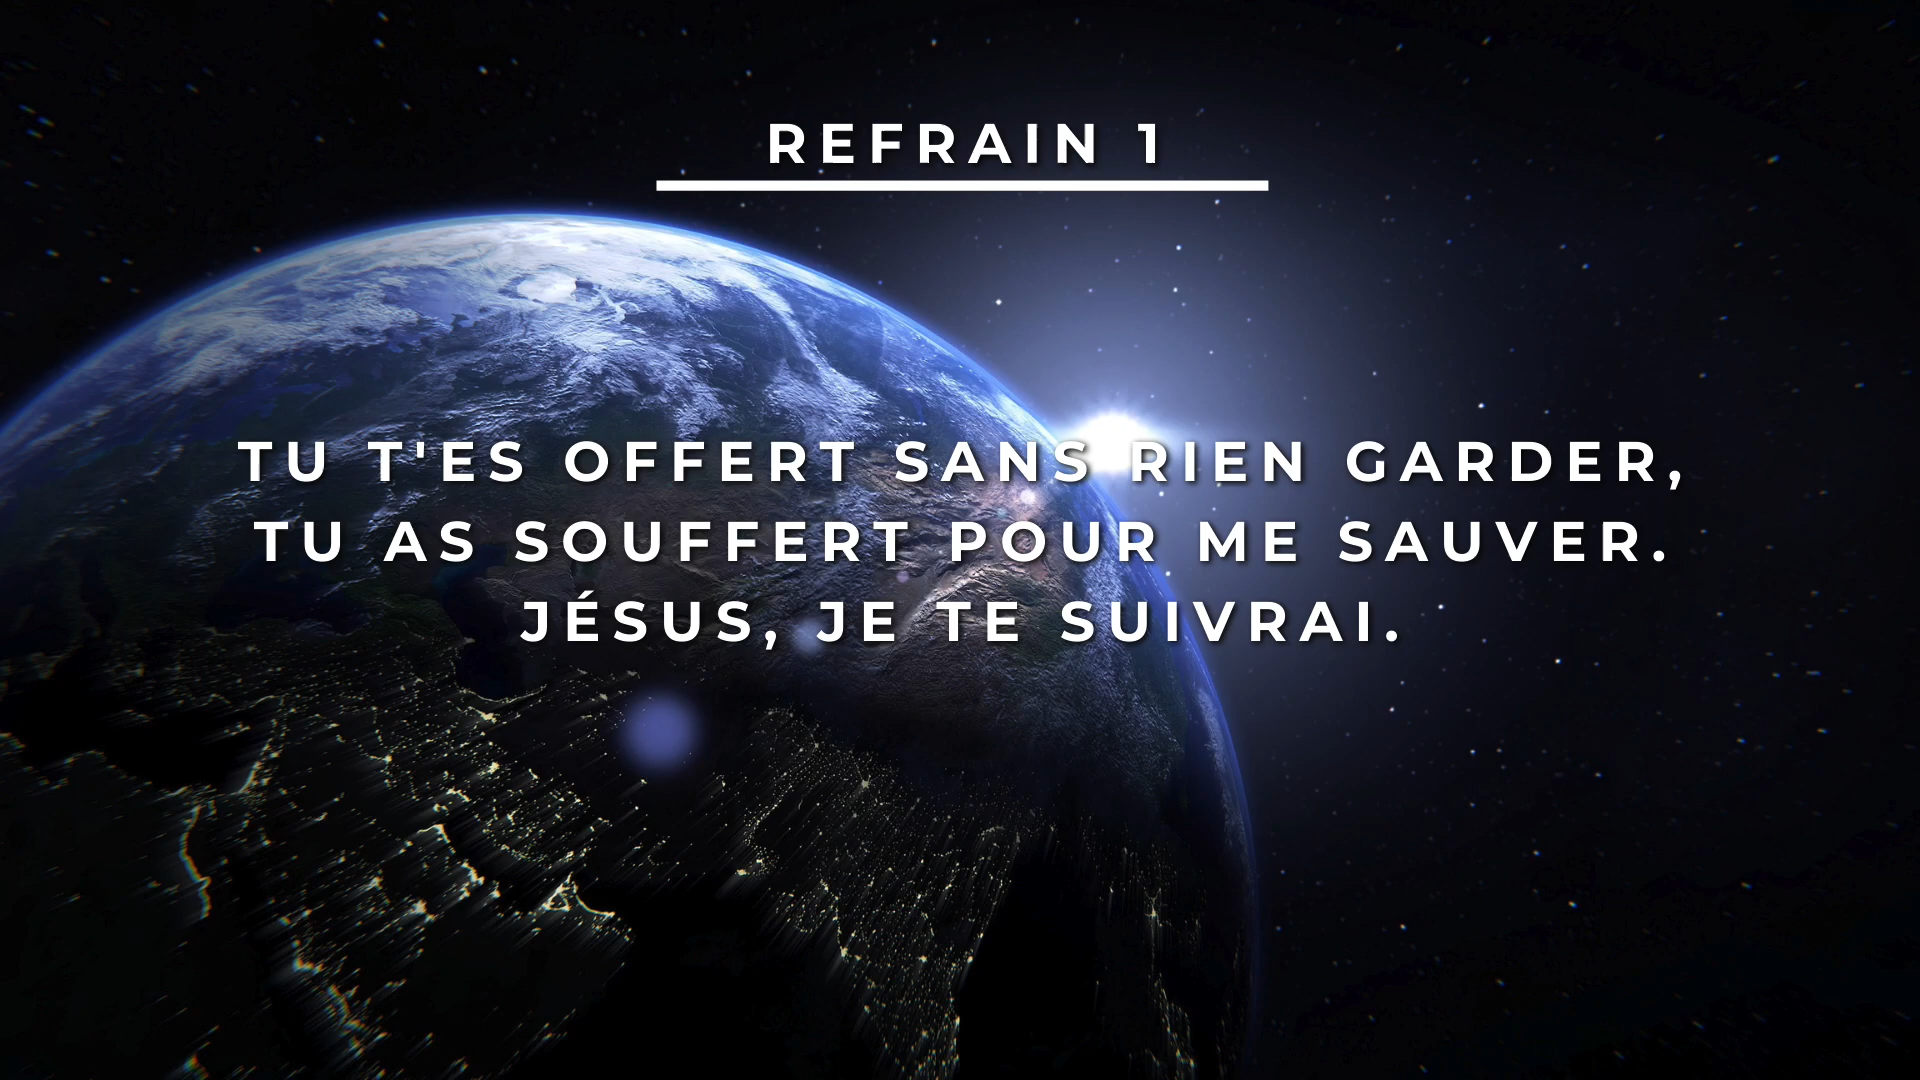 REFRAIN 1
TU T'ES OFFERT SANS RIEN GARDER,
TU AS SOUFFERT POUR ME SAUVER.
JÉSUS, JE TE SUIVRAI.